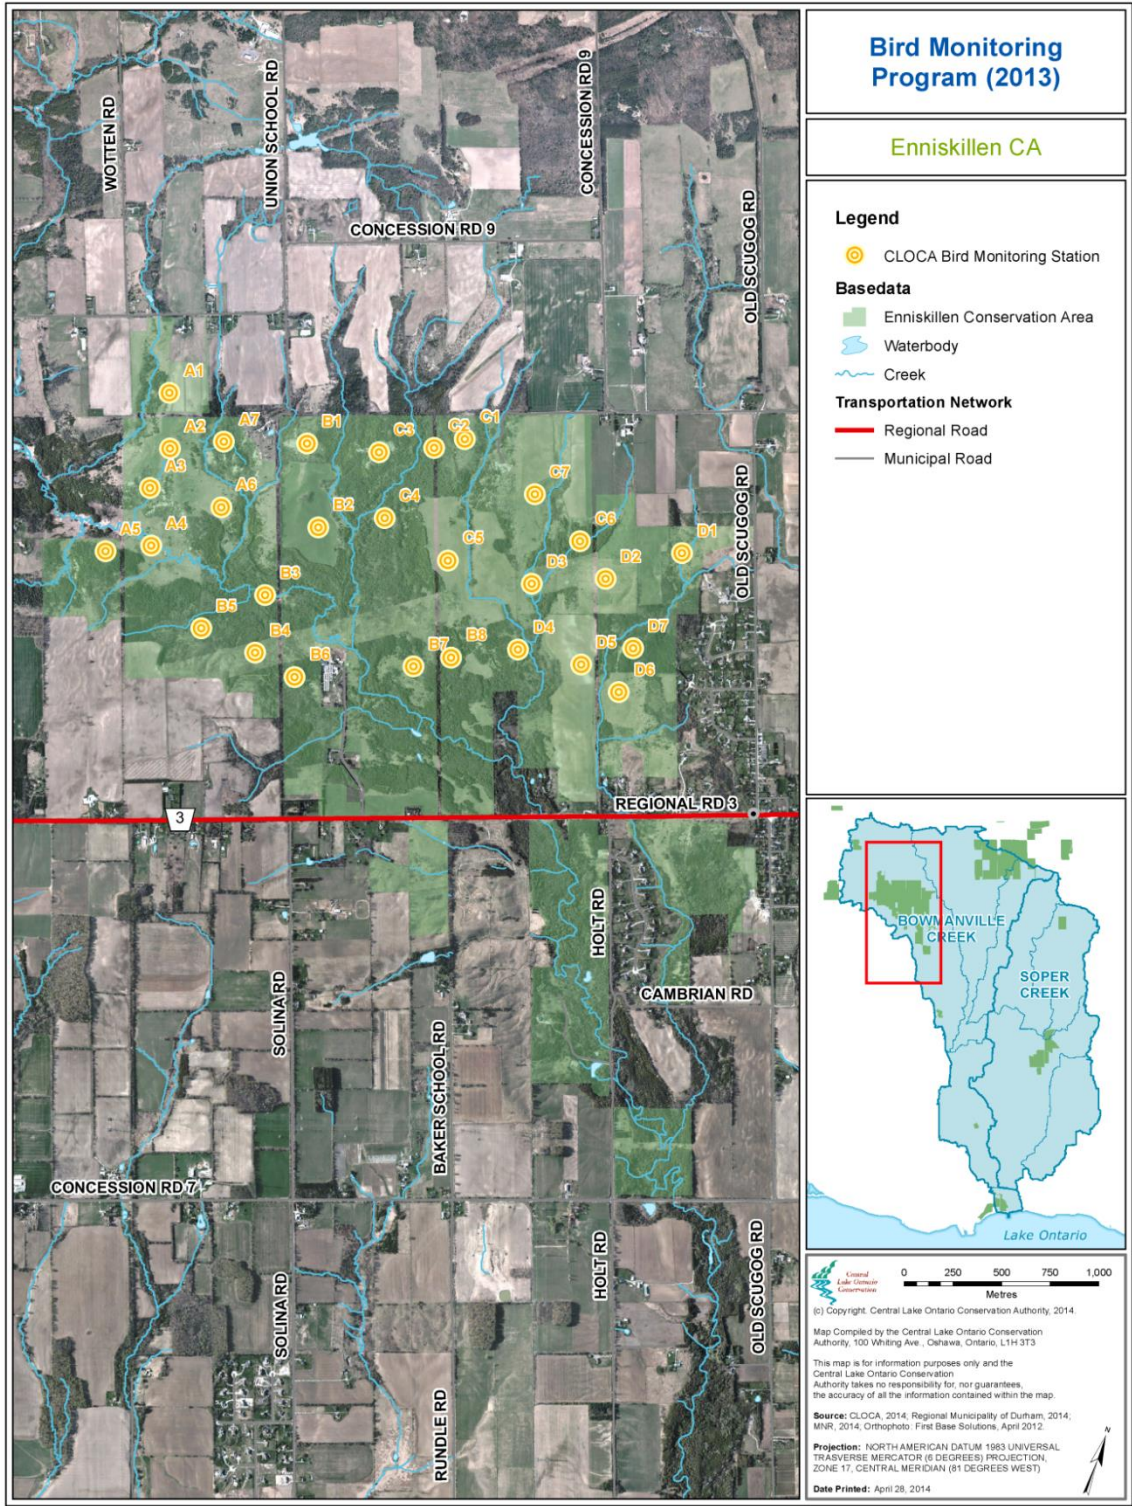 WOTTEN RD
UNION SCHOOL RD
CONCESSION RD 9
CONCESSION RD 9
OLD SCUGOG RD
A1
A2
A7
B1
C3
C2
C1
A3
A6
B2
C4
C7
A5
A4
C5
C6
D1
OLD SCUGOG RD
B3
D3
D2
B5
B4
B6
B7
B8
D4
D5
D7
D6
REGIONAL RD 3
3
HOLT RD
SOLINA RD
CAMBRIAN RD
BAKER SCHOOL RD
CONCESSION RD 7
SOLINA RD
HOLT RD
OLD SCUGOG RD
RUNDLE RD
Bird Monitoring
Program (2013)
Enniskillen CA
Legend
CLOCA Bird Monitoring Station
Basedata
Enniskillen Conservation Area
Waterbody
Creek
Transportation Network
Regional Road
Municipal Road
BOWMANVILLE
CREEK
SOPER
CREEK
Lake Ontario
Central
Lake Ontario
Conservation
0 250 500 750 1,000
Metres
(c) Copyright: Central Lake Ontario Conservation Authority, 2014.
Map Compiled by the Central Lake Ontario Conservation
Authority, 100 Whiting Ave., Oshawa, Ontario, L1H 3T3
This map is for information purposes only and the
Central Lake Ontario Conservation
Authority takes no responsibility for, nor guarantees,
the accuracy of all the information contained within the map.
Source: CLOCA, 2014; Regional Municipality of Durham, 2014;
MNR, 2014; Orthophoto: First Base Solutions, April 2012.
Projection: NORTH AMERICAN DATUM 1983 UNIVERSAL
TRASVERSE MERCATOR (6 DEGREES) PROJECTION,
ZONE 17, CENTRAL MERIDIAN (81 DEGREES WEST)
Date Printed: April 28, 2014
N